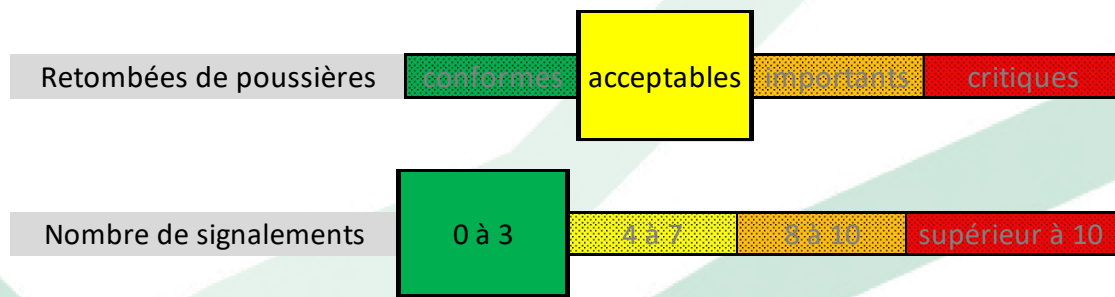 Retombées de poussières conformes acceptables importants critiques
Nombre de signalements 0 à 3 4 à 7 8 à 10 supérieur à 10